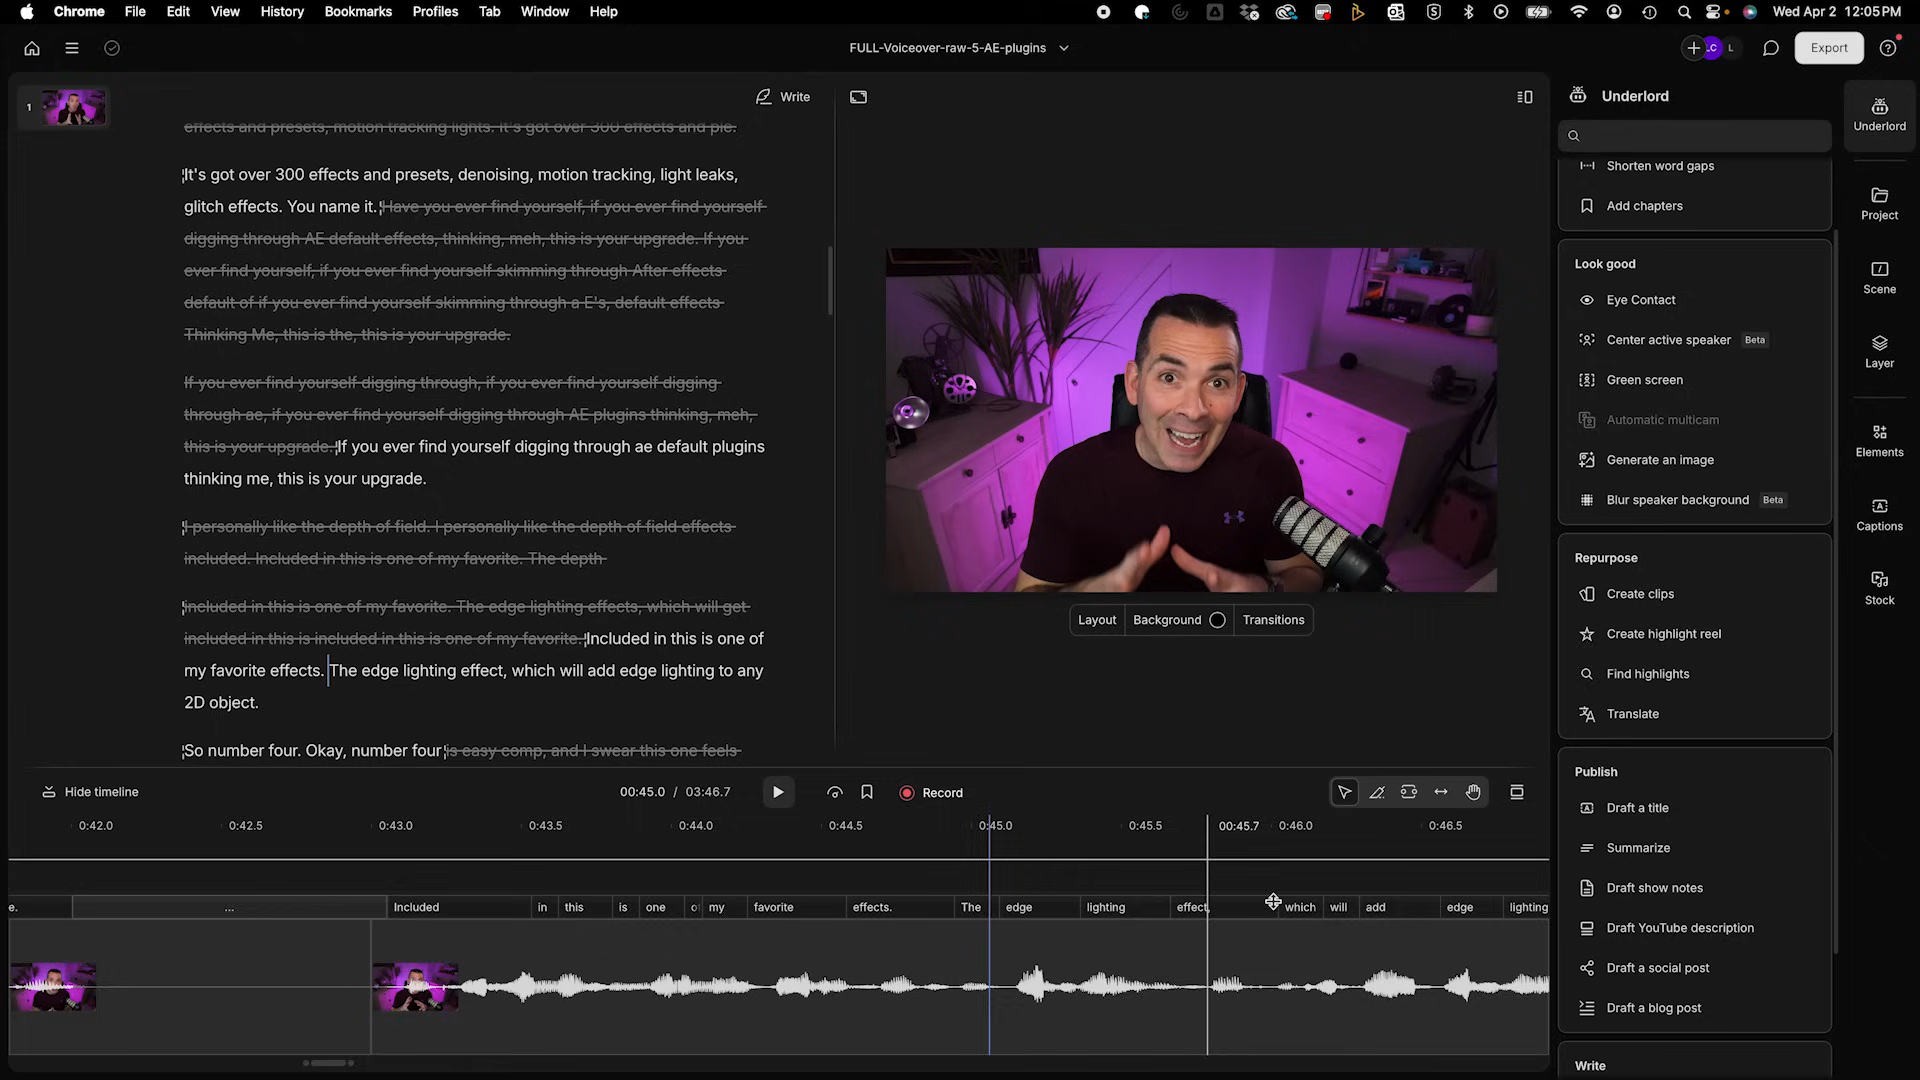 Chrome File Edit View History Bookmarks Profiles Tab Window Help
Wed Apr 2 12:05 PM
FULL-Voiceover-raw-5-AE-plugins
LC L
Export
1
Write
effects and presets, motion tracking lights. It's got over 300 effects and pie.
It's got over 300 effects and presets, denoising, motion tracking, light leaks,
glitch effects. You name it. Have you ever find yourself, if you ever find yourself
digging through AE default effects, thinking, meh, this is your upgrade. If you
ever find yourself, if you ever find yourself skimming through After effects
default of if you ever find yourself skimming through a E's, default effects
Thinking Me, this is the, this is your upgrade.
If you ever find yourself digging through, if you ever find yourself digging
through ae, if you ever find yourself digging through AE plugins thinking, meh,
this is your upgrade. If you ever find yourself digging through ae default plugins
thinking me, this is your upgrade.
I personally like the depth of field. I personally like the depth of field effects
included. Included in this is one of my favorite. The depth
included in this is one of my favorite. The edge lighting effects, which will get
included in this is included in this is one of my favorite. Included in this is one of
my favorite effects. The edge lighting effect, which will add edge lighting to any
2D object.
So number four. Okay, number four is easy comp, and I swear this one feels
Layout Background Transitions
Underlord
Shorten word gaps
Add chapters
Look good
Eye Contact
Center active speaker Beta
Green screen
Automatic multicam
Generate an image
Blur speaker background Beta
Repurpose
Create clips
Create highlight reel
Find highlights
Translate
Publish
Draft a title
Summarize
Draft show notes
Draft YouTube description
Draft a social post
Draft a blog post
Write
Underlord
Project
Scene
Layer
Elements
Captions
Stock
Hide timeline
00:45.0 / 03:46.7
Record
0:42.0 0:42.5 0:43.0 0:43.5 0:44.0 0:44.5 0:45.0 0:45.5 00:45.7 0:46.0 0:46.5
e. ... Included in this is one o my favorite effects. The edge lighting effect, which will add edge lighting